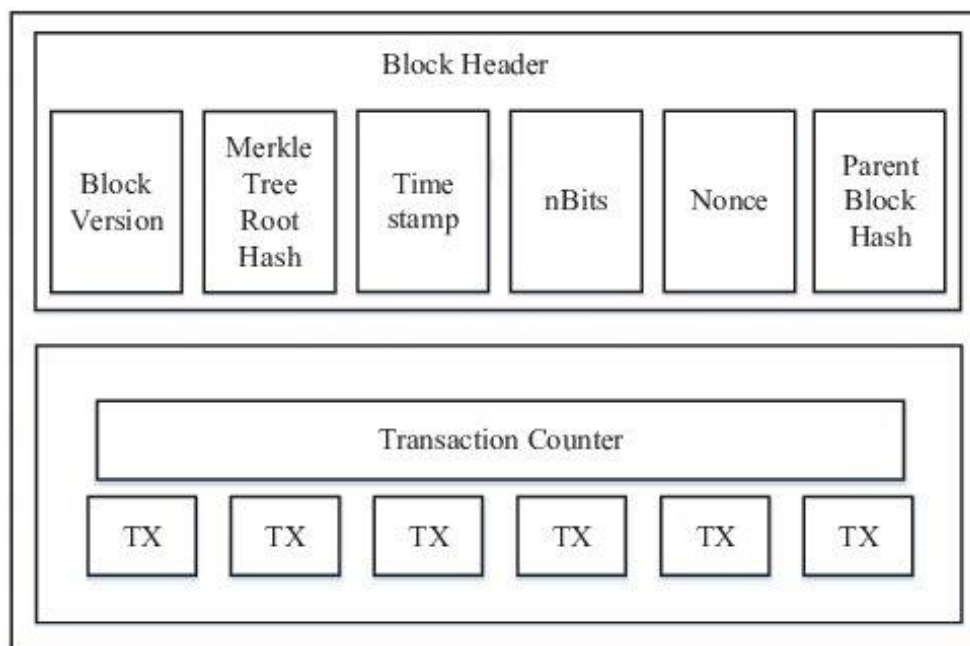 Block Header
Block
Version
Merkle
Tree
Root
Hash
Time
stamp
nBits
Nonce
Parent
Block
Hash
Transaction Counter
TX
TX
TX
TX
TX
TX